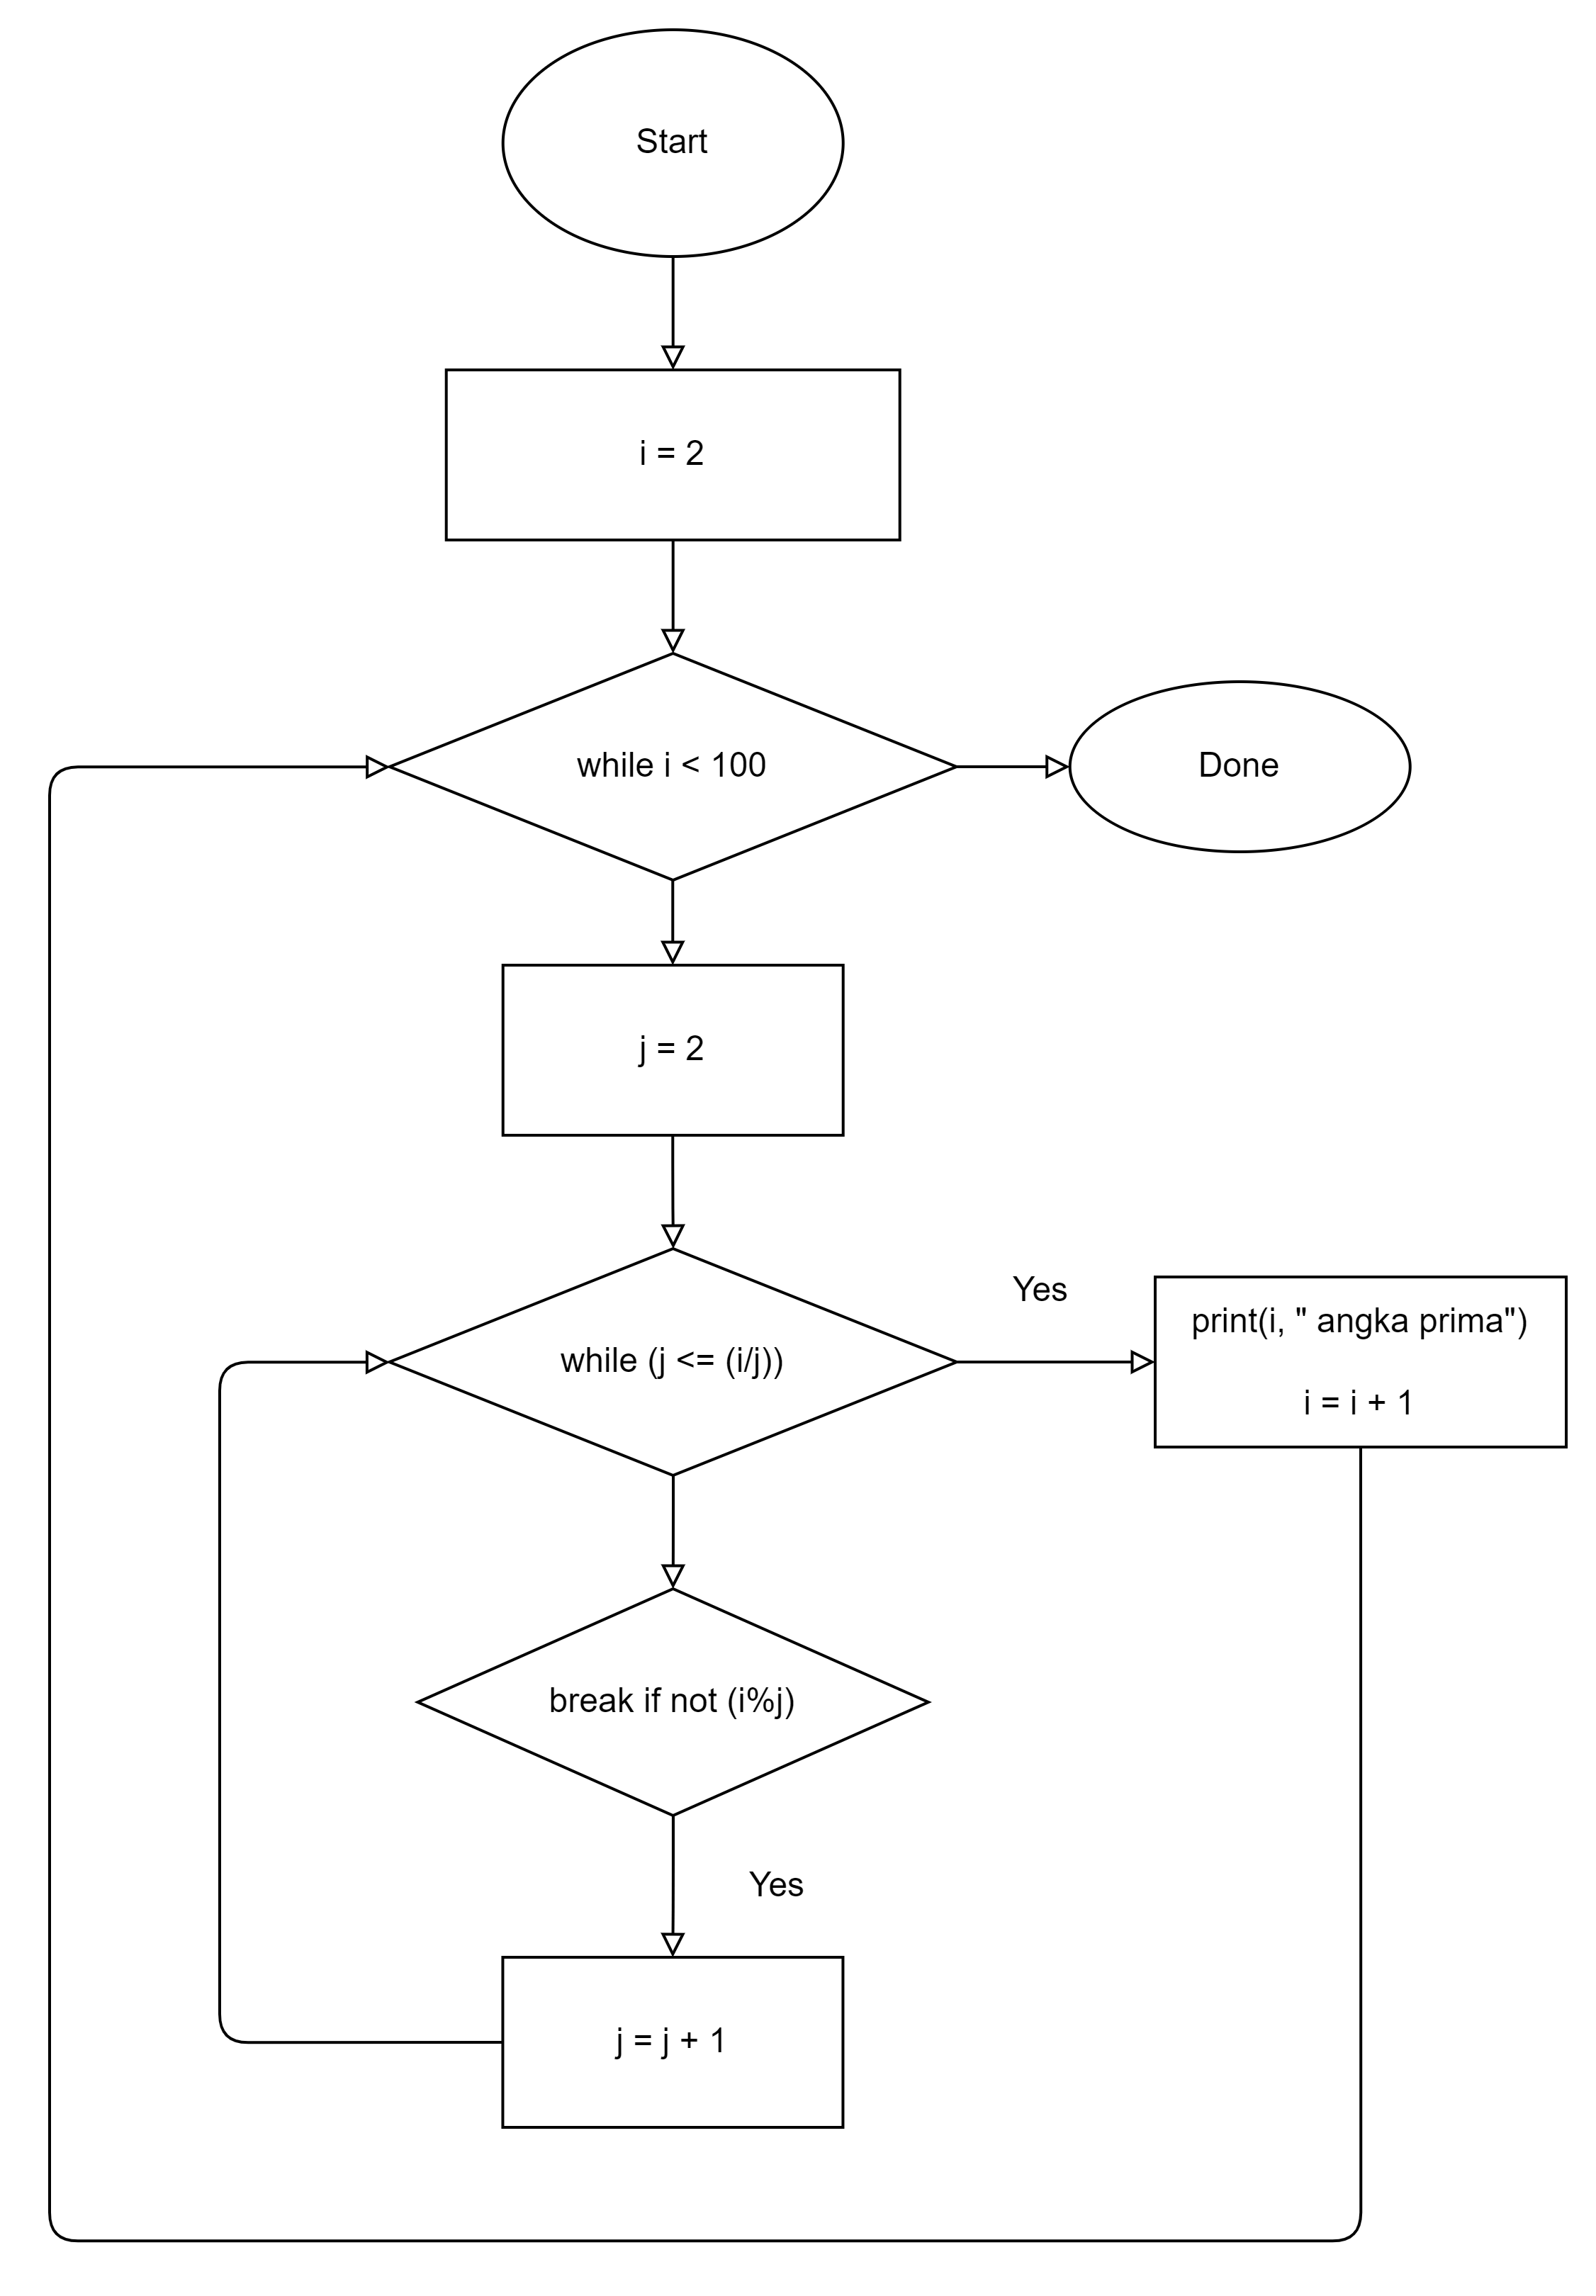 Start
i = 2
while i < 100
Done
j = 2
while (j <= (i/j))
Yes
print(i, " angka prima")
i = i + 1
break if not (i%j)
Yes
j = j + 1